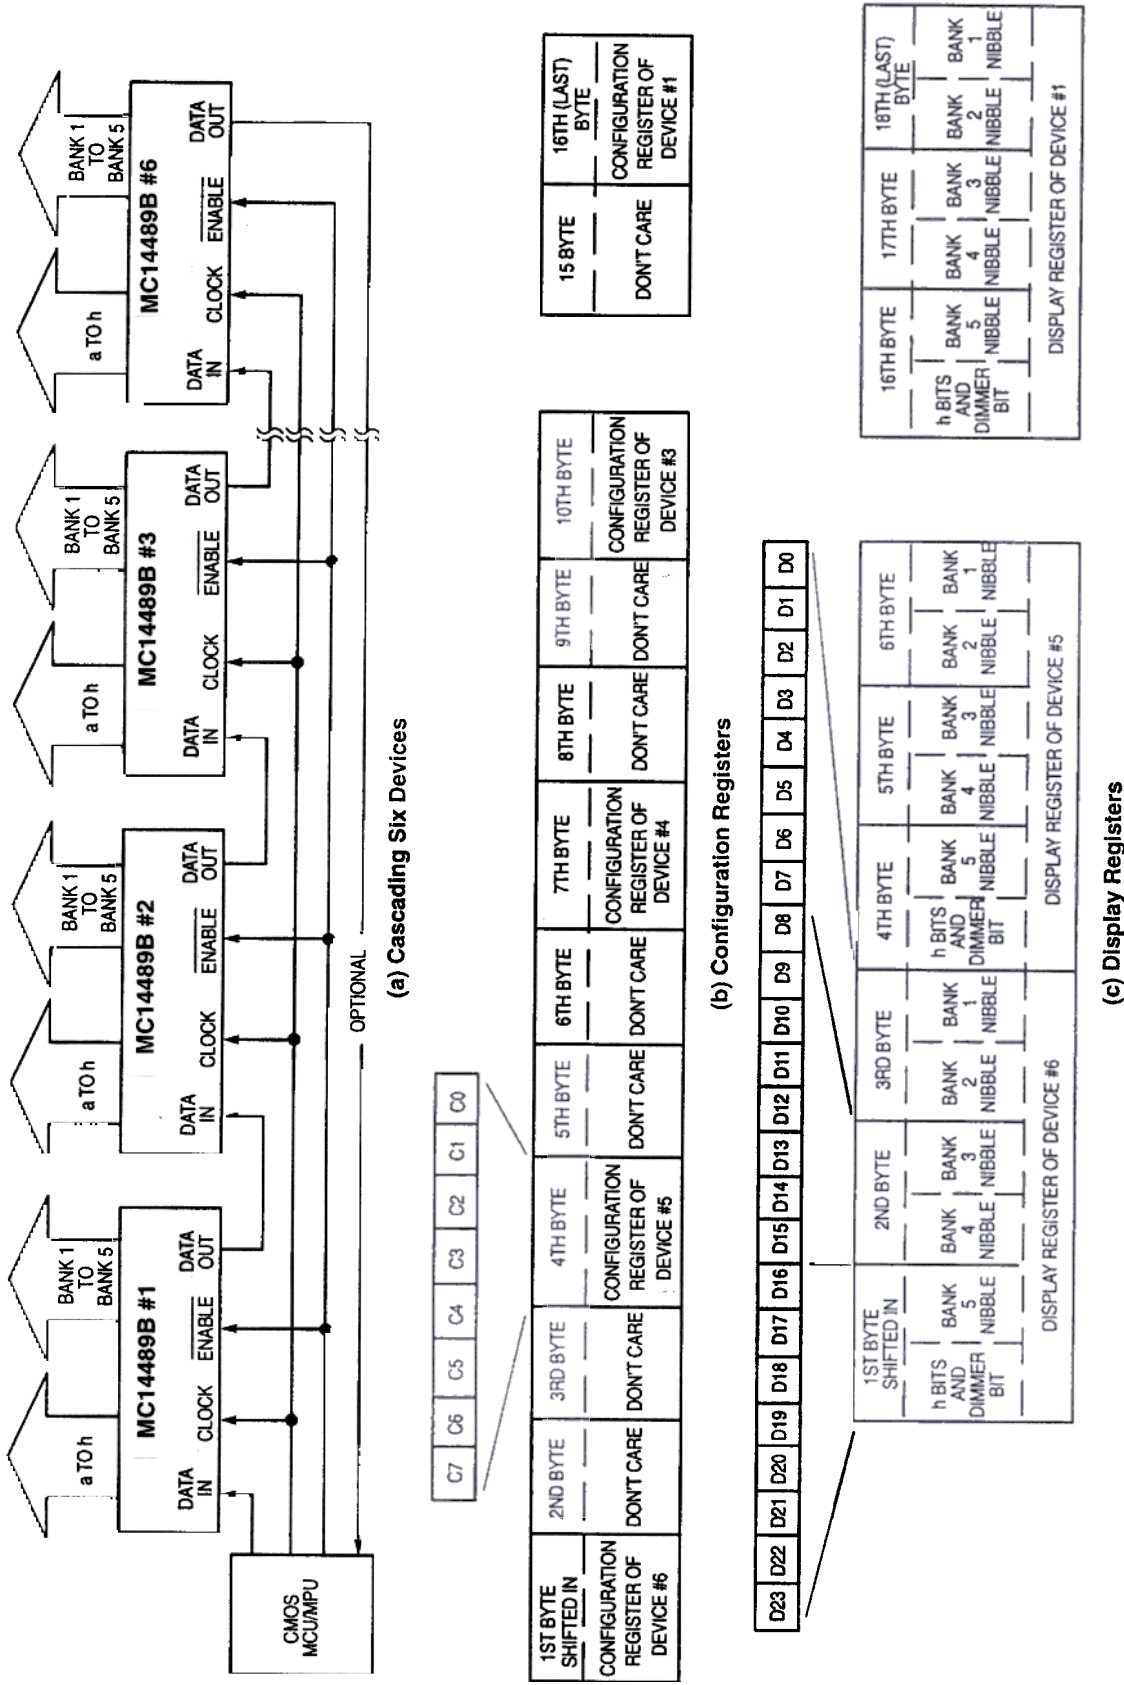 BANK 1
TO
BANK 5
a TO h
MC14489B #1
DATA
IN
CLOCK
ENABLE
DATA
OUT
BANK 1
TO
BANK 5
a TO h
MC14489B #2
DATA
IN
CLOCK
ENABLE
DATA
OUT
BANK 1
TO
BANK 5
a TO h
MC14489B #3
DATA
IN
CLOCK
ENABLE
DATA
OUT
BANK 1
TO
BANK 5
a TO h
MC14489B #6
DATA
IN
CLOCK
ENABLE
DATA
OUT
CMOS
MCU/MPU
OPTIONAL
(a) Cascading Six Devices
C7 C6 C5 C4 C3 C2 C1 C0
1ST BYTE
SHIFTED IN
CONFIGURATION
REGISTER OF
DEVICE #6
2ND BYTE
DON'T CARE
3RD BYTE
DON'T CARE
4TH BYTE
CONFIGURATION
REGISTER OF
DEVICE #5
5TH BYTE
DON'T CARE
6TH BYTE
DON'T CARE
7TH BYTE
CONFIGURATION
REGISTER OF
DEVICE #4
8TH BYTE
DON'T CARE
9TH BYTE
DON'T CARE
10TH BYTE
CONFIGURATION
REGISTER OF
DEVICE #3
15 BYTE
DON'T CARE
16TH (LAST)
BYTE
CONFIGURATION
REGISTER OF
DEVICE #1
(b) Configuration Registers
D23 D22 D21 D20 D19 D18 D17 D16 D15 D14 D13 D12 D11 D10 D9 D8 D7 D6 D5 D4 D3 D2 D1 D0
1ST BYTE
SHIFTED IN
h BITS
AND
DIMMER
BIT
BANK
5
NIBBLE
2ND BYTE
BANK
4
NIBBLE
BANK
3
NIBBLE
3RD BYTE
BANK
2
NIBBLE
BANK
1
NIBBLE
DISPLAY REGISTER OF DEVICE #6
4TH BYTE
h BITS
AND
DIMMER
BIT
BANK
5
NIBBLE
5TH BYTE
BANK
4
NIBBLE
BANK
3
NIBBLE
6TH BYTE
BANK
2
NIBBLE
BANK
1
NIBBLE
DISPLAY REGISTER OF DEVICE #5
16TH BYTE
h BITS
AND
DIMMER
BIT
BANK
5
NIBBLE
17TH BYTE
BANK
4
NIBBLE
BANK
3
NIBBLE
18TH (LAST)
BYTE
BANK
2
NIBBLE
BANK
1
NIBBLE
DISPLAY REGISTER OF DEVICE #1
(c) Display Registers